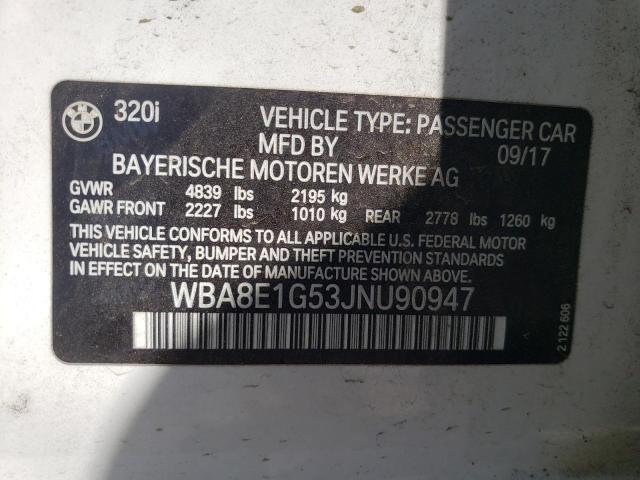 320i
VEHICLE TYPE: PASSENGER CAR
MFD BY 09/17
BAYERISCHE MOTOREN WERKE AG
GVWR 4839 lbs 2195 kg
GAWR FRONT 2227 lbs 1010 kg REAR 2778 lbs 1260 kg
THIS VEHICLE CONFORMS TO ALL APPLICABLE U.S. FEDERAL MOTOR
VEHICLE SAFETY, BUMPER AND THEFT PREVENTION STANDARDS
IN EFFECT ON THE DATE OF MANUFACTURE SHOWN ABOVE.
WBA8E1G53JNU90947
2 122 606